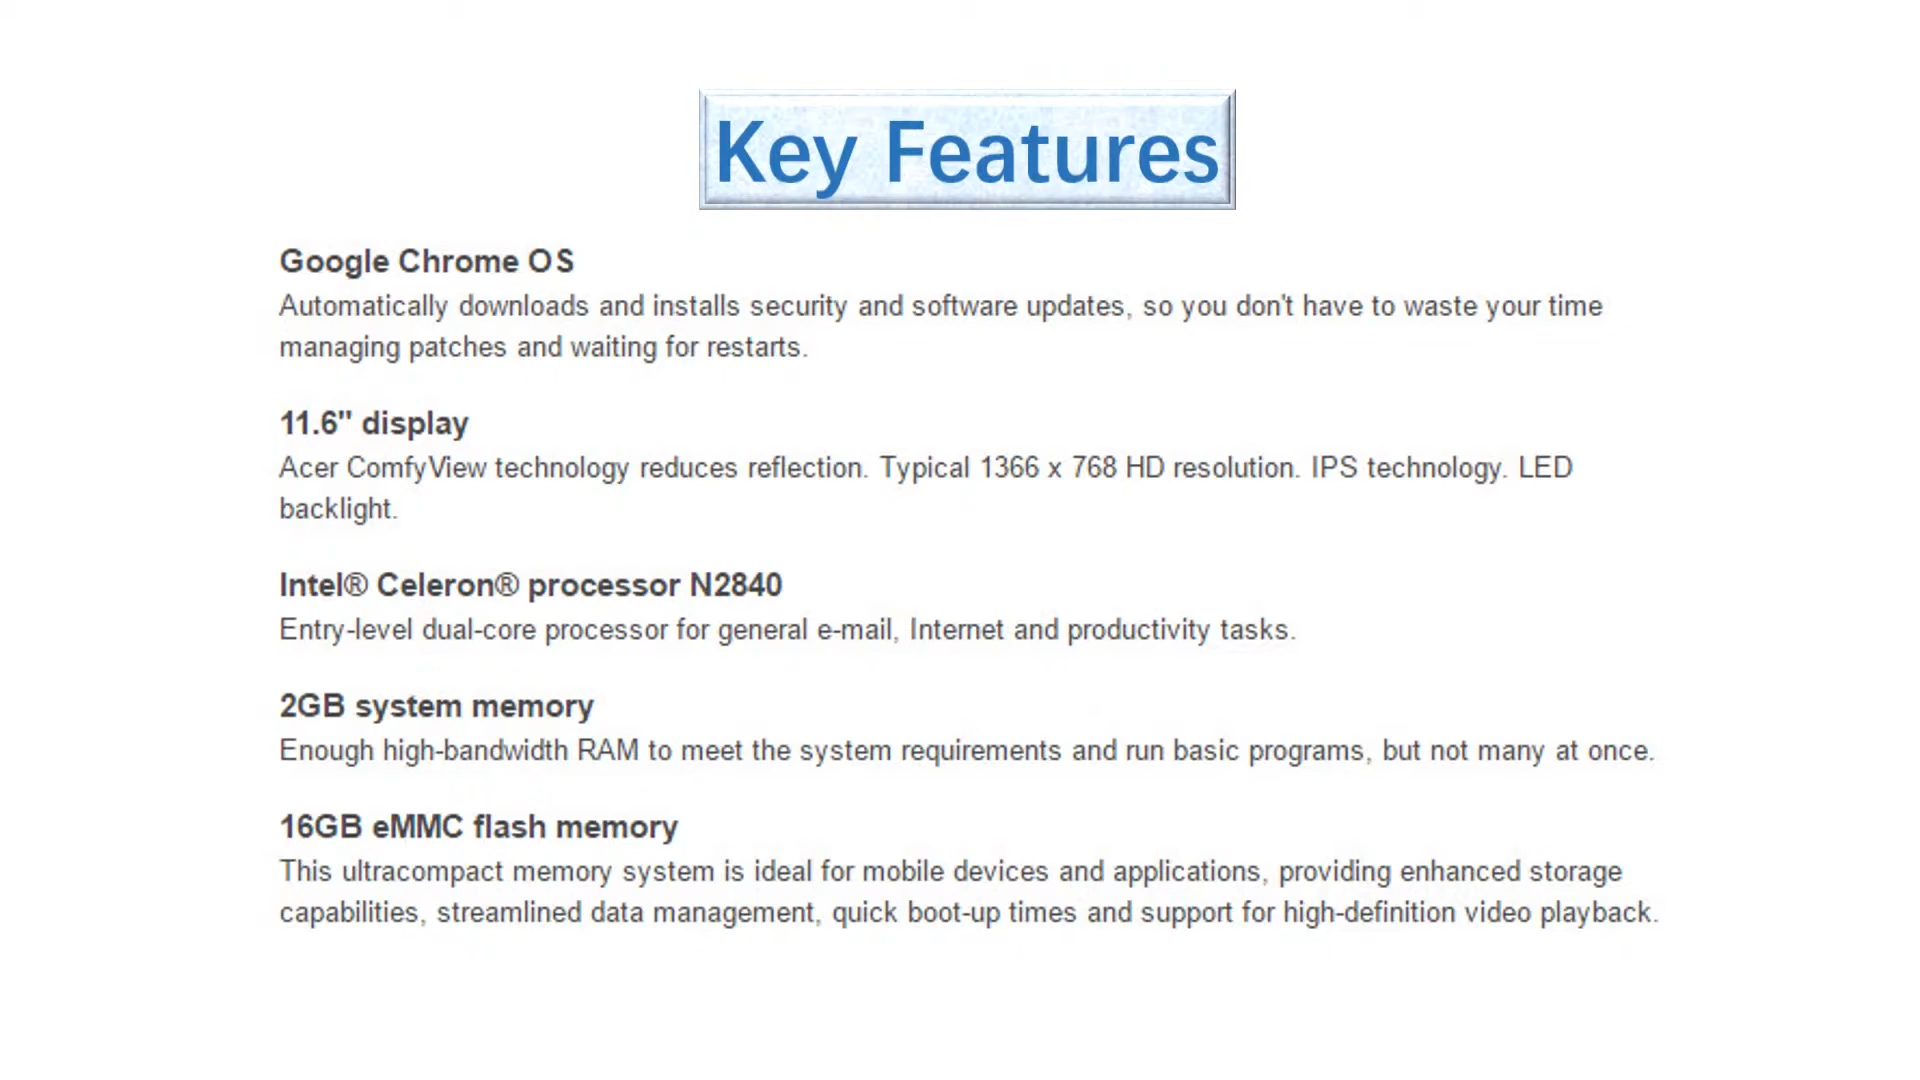 Key Features
Google Chrome OS
Automatically downloads and installs security and software updates, so you don't have to waste your time
managing patches and waiting for restarts.
11.6" display
Acer ComfyView technology reduces reflection. Typical 1366 x 768 HD resolution. IPS technology. LED
backlight.
Intel® Celeron® processor N2840
Entry-level dual-core processor for general e-mail, Internet and productivity tasks.
2GB system memory
Enough high-bandwidth RAM to meet the system requirements and run basic programs, but not many at once.
16GB eMMC flash memory
This ultracompact memory system is ideal for mobile devices and applications, providing enhanced storage
capabilities, streamlined data management, quick boot-up times and support for high-definition video playback.